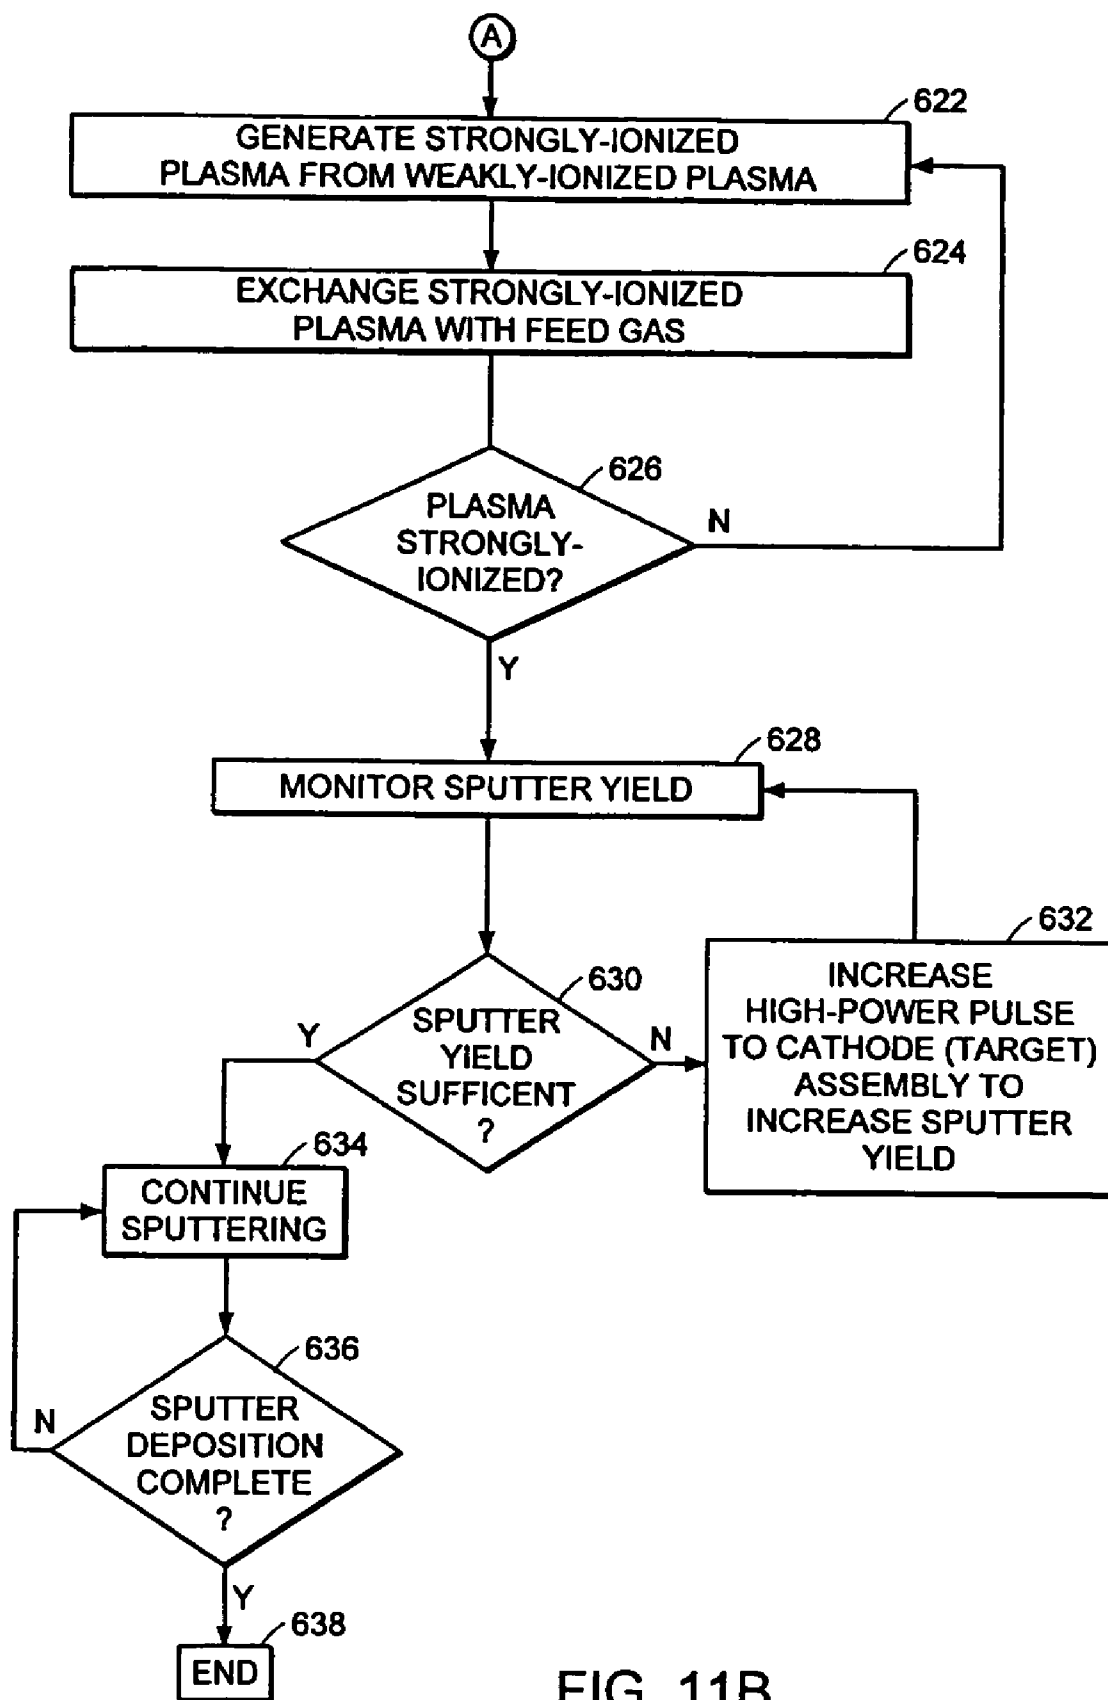 A
622
GENERATE STRONGLY-IONIZED
PLASMA FROM WEAKLY-IONIZED PLASMA
624
EXCHANGE STRONGLY-IONIZED
PLASMA WITH FEED GAS
626
PLASMA
STRONGLY-
IONIZED?
N
Y
628
MONITOR SPUTTER YIELD
630
SPUTTER
YIELD
SUFFICENT
?
Y
N
632
INCREASE
HIGH-POWER PULSE
TO CATHODE (TARGET)
ASSEMBLY TO
INCREASE SPUTTER
YIELD
634
CONTINUE
SPUTTERING
636
SPUTTER
DEPOSITION
COMPLETE
?
N
Y
638
END
FIG. 11B